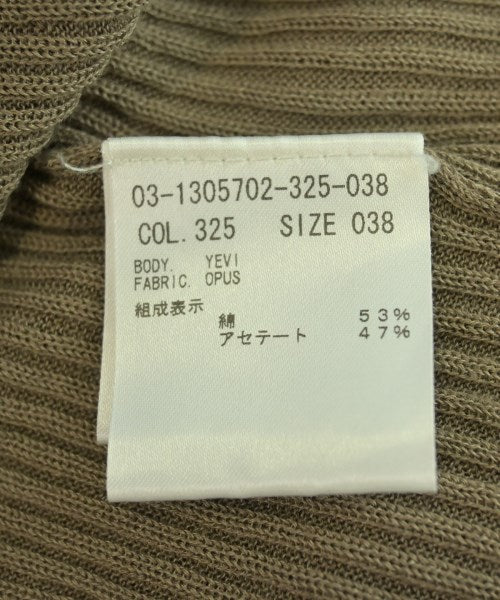 03-1305702-325-038
COL. 325 SIZE 038
BODY. YEVI
FABRIC. OPUS
組成表示
綿 53%
アセテート 47%